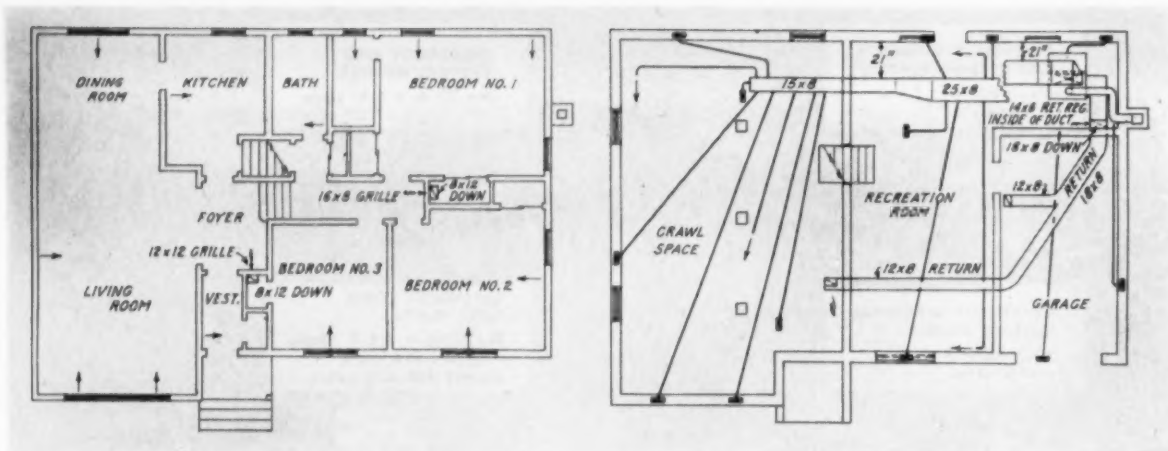 DINING
ROOM
KITCHEN
BATH
BEDROOM NO. 1
16x8 GRILLE
8x12
DOWN
FOYER
12x12 GRILLE
BEDROOM NO. 3
BEDROOM NO. 2
LIVING
ROOM
VEST.
8x12 DOWN
15x8
21"
25x8
21"
14x6 RET. REG.
INSIDE OF DUCT
18x8 DOWN
RETURN
18x8
12x8
RECREATION
ROOM
CRAWL
SPACE
12x8 RETURN
GARAGE